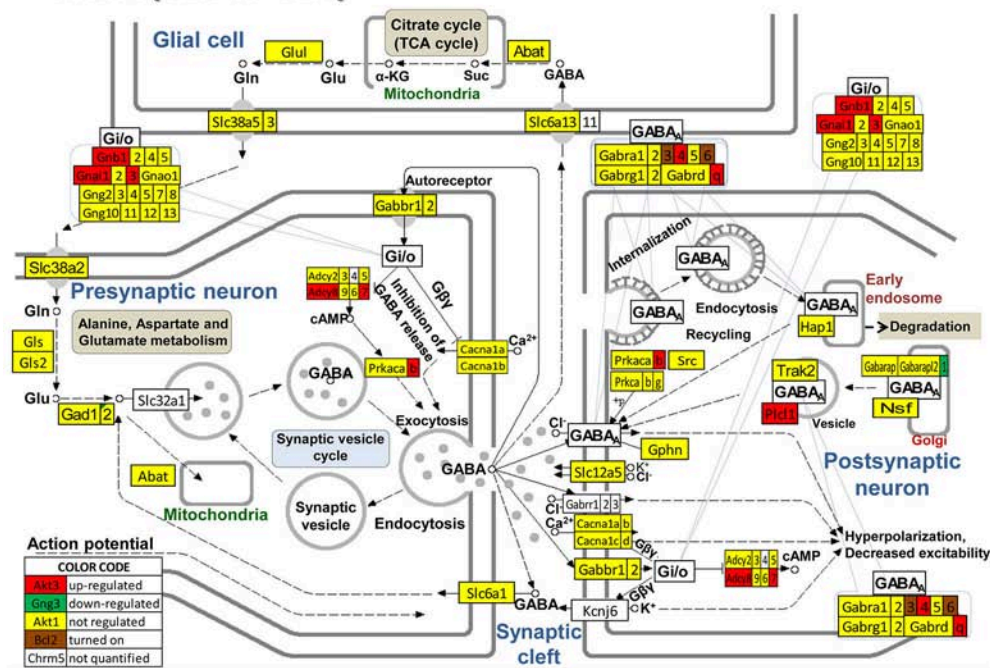 Glial cell
Citrate cycle
(TCA cycle)
Glul
Abat
Gln
Glu
α-KG
Suc
GABA
Mitochondria
Slc38a5 3
Slc6a13 11
Gi/o
Gnb1 2 4 5
Gnai1 2 3 Gnao1
Gng2 3 4 5 7 8
Gng10 11 12 13
GABAA
Gabra1 2 3 4 5 6
Gabrg1 2 Gabrd q
Gi/o
Gnb1 2 4 5
Gnai1 2 3 Gnao1
Gng2 3 4 5 7 8
Gng10 11 12 13
Autoreceptor
Gabbr1 2
Slc38a2
Presynaptic neuron
Gi/o
Adcy2 3 4 5
Adcy8 9 6 7
Inhibition of
GABA release
Gβγ
cAMP
Prkaca b
Cacna1a
Cacna1b
Ca2+
Gln
Gls
Gls2
Glu
Gad1 2
Alanine, Aspartate and
Glutamate metabolism
Slc32a1
GABA
Exocytosis
Synaptic vesicle
cycle
GABA
Abat
Mitochondria
Synaptic
vesicle
Endocytosis
Internalization
GABAA
Endocytosis
Recycling
GABAA
GABAA
Early
endosome
Hap1
Degradation
Prkaca b
Src
Prkca b g
+p
Trak2
GABAA
Plcl1
Vesicle
Gabarap
Gabarapl2 1
GABAA
Nsf
Golgi
Postsynaptic
neuron
Cl-
GABAA
Gphn
Slc12a5
K+
Cl-
Gabrr1 2 3
Cl-
Ca2+
Cacna1a b
Cacna1c d
Gβγ
Gabbr1 2
Gi/o
Gβγ
Adcy2 3 4 5
Adcy8 9 6 7
cAMP
Hyperpolarization,
Decreased excitability
Kcnj6
K+
GABAA
Gabra1 2 3 4 5 6
Gabrg1 2 Gabrd q
Slc6a1
GABA
Synaptic
cleft
Action potential
COLOR CODE
Akt3 up-regulated
Gng3 down-regulated
Akt1 not regulated
Bcl2 turned on
Chrm5 not quantified